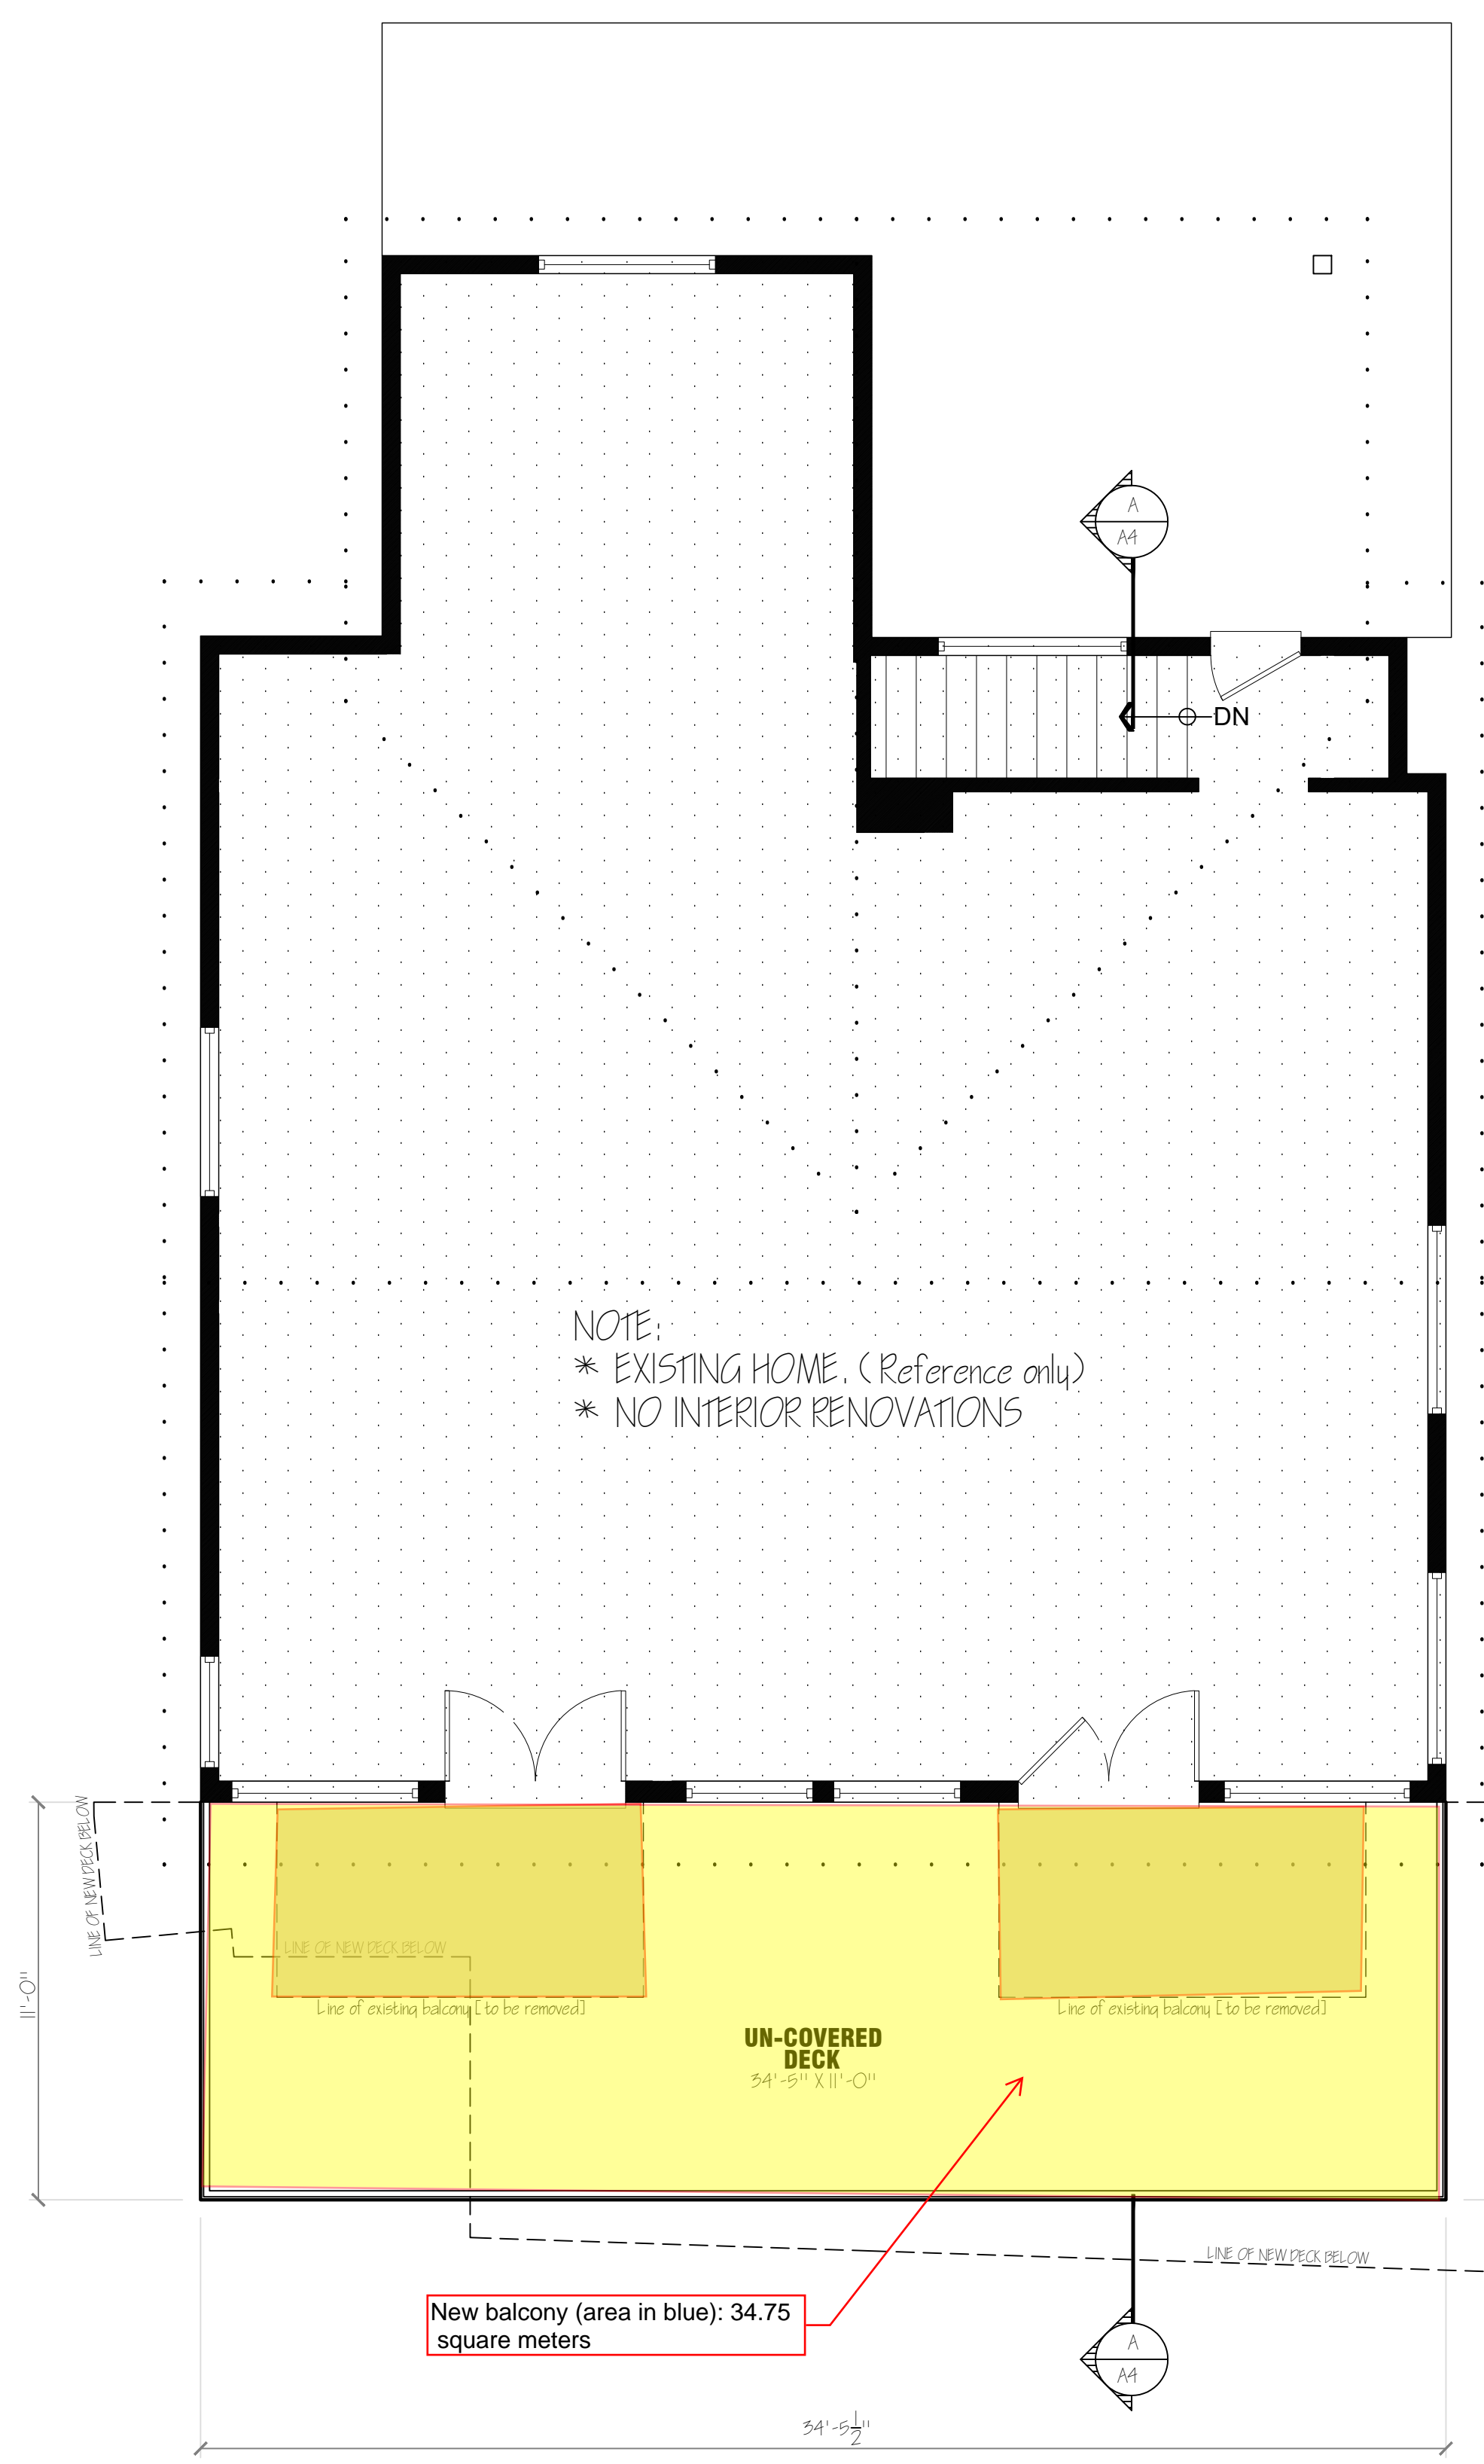 A
A4
DN
NOTE:
* EXISTING HOME. (Reference only)
* NO INTERIOR RENOVATIONS
LINE OF NEW DECK BELOW
LINE OF NEW DECK BELOW
Line of existing balcony [to be removed]
Line of existing balcony [to be removed]
11'-0"
UN-COVERED
DECK
34'-5" X 11'-0"
LINE OF NEW DECK BELOW
New balcony (area in blue): 34.75
square meters
A
A4
34'-5 1/2"